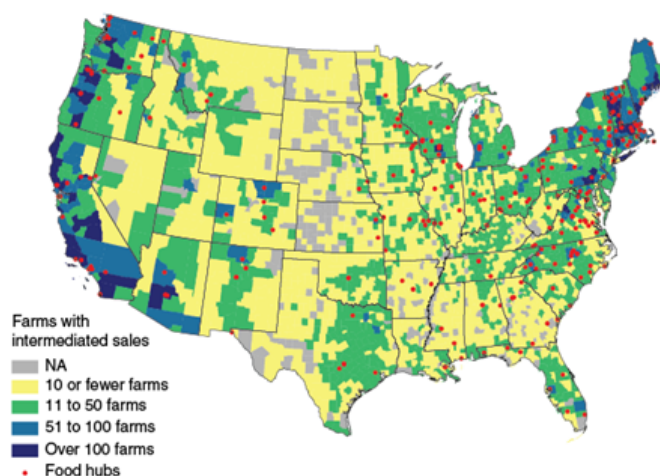 Farms with
intermediated sales
NA
10 or fewer farms
11 to 50 farms
51 to 100 farms
Over 100 farms
Food hubs